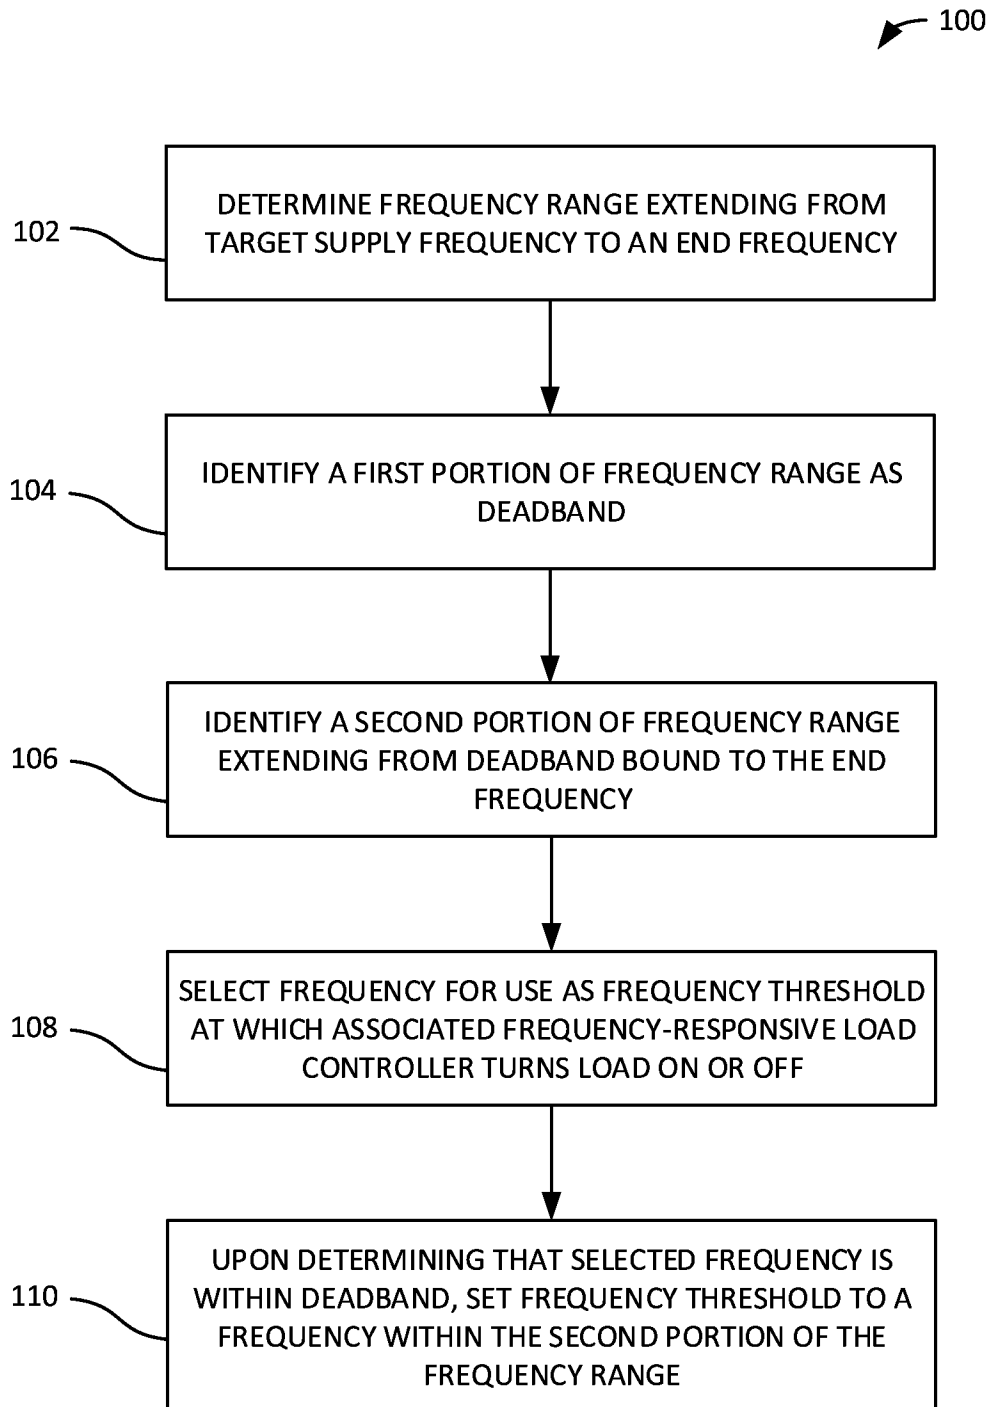 100
102
DETERMINE FREQUENCY RANGE EXTENDING FROM
TARGET SUPPLY FREQUENCY TO AN END FREQUENCY
104
IDENTIFY A FIRST PORTION OF FREQUENCY RANGE AS
DEADBAND
106
IDENTIFY A SECOND PORTION OF FREQUENCY RANGE
EXTENDING FROM DEADBAND BOUND TO THE END
FREQUENCY
108
SELECT FREQUENCY FOR USE AS FREQUENCY THRESHOLD
AT WHICH ASSOCIATED FREQUENCY-RESPONSIVE LOAD
CONTROLLER TURNS LOAD ON OR OFF
110
UPON DETERMINING THAT SELECTED FREQUENCY IS
WITHIN DEADBAND, SET FREQUENCY THRESHOLD TO A
FREQUENCY WITHIN THE SECOND PORTION OF THE
FREQUENCY RANGE